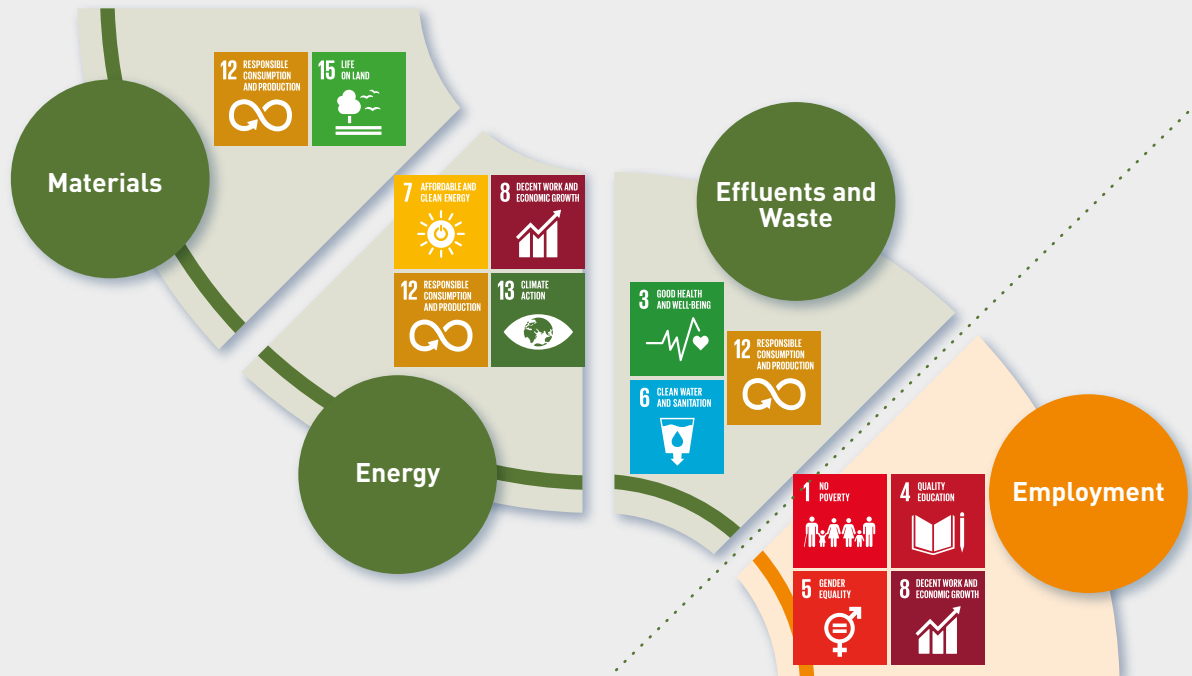 Materials
12 RESPONSIBLE
CONSUMPTION
AND PRODUCTION
15 LIFE
ON LAND
7 AFFORDABLE AND
CLEAN ENERGY
8 DECENT WORK AND
ECONOMIC GROWTH
12 RESPONSIBLE
CONSUMPTION
AND PRODUCTION
13 CLIMATE
ACTION
Energy
Effluents and
Waste
3 GOOD HEALTH
AND WELL-BEING
12 RESPONSIBLE
CONSUMPTION
AND PRODUCTION
6 CLEAN WATER
AND SANITATION
Employment
1 NO
POVERTY
4 QUALITY
EDUCATION
5 GENDER
EQUALITY
8 DECENT WORK AND
ECONOMIC GROWTH